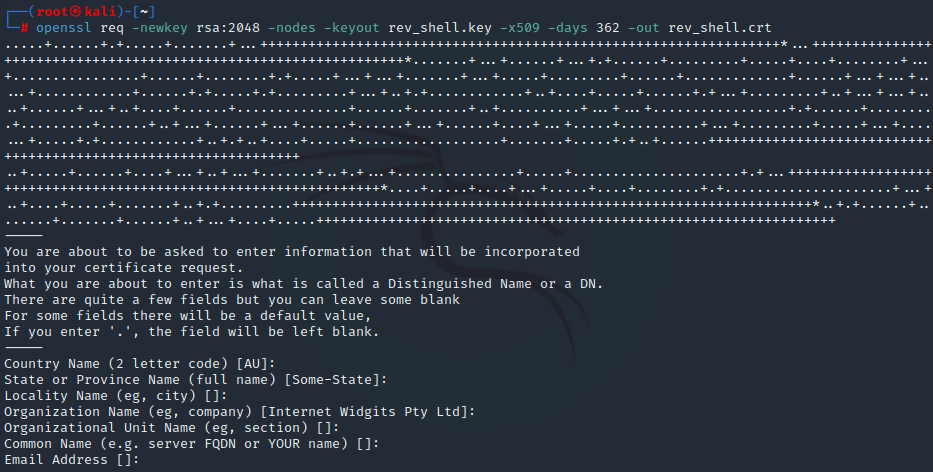 ┌──(root㉿kali)-[~]
└─# openssl req -newkey rsa:2048 -nodes -keyout rev_shell.key -x509 -days 362 -out rev_shell.crt
-----
You are about to be asked to enter information that will be incorporated
into your certificate request.
What you are about to enter is what is called a Distinguished Name or a DN.
There are quite a few fields but you can leave some blank
For some fields there will be a default value,
If you enter '.', the field will be left blank.
-----
Country Name (2 letter code) [AU]:
State or Province Name (full name) [Some-State]:
Locality Name (eg, city) []:
Organization Name (eg, company) [Internet Widgits Pty Ltd]:
Organizational Unit Name (eg, section) []:
Common Name (e.g. server FQDN or YOUR name) []:
Email Address []: